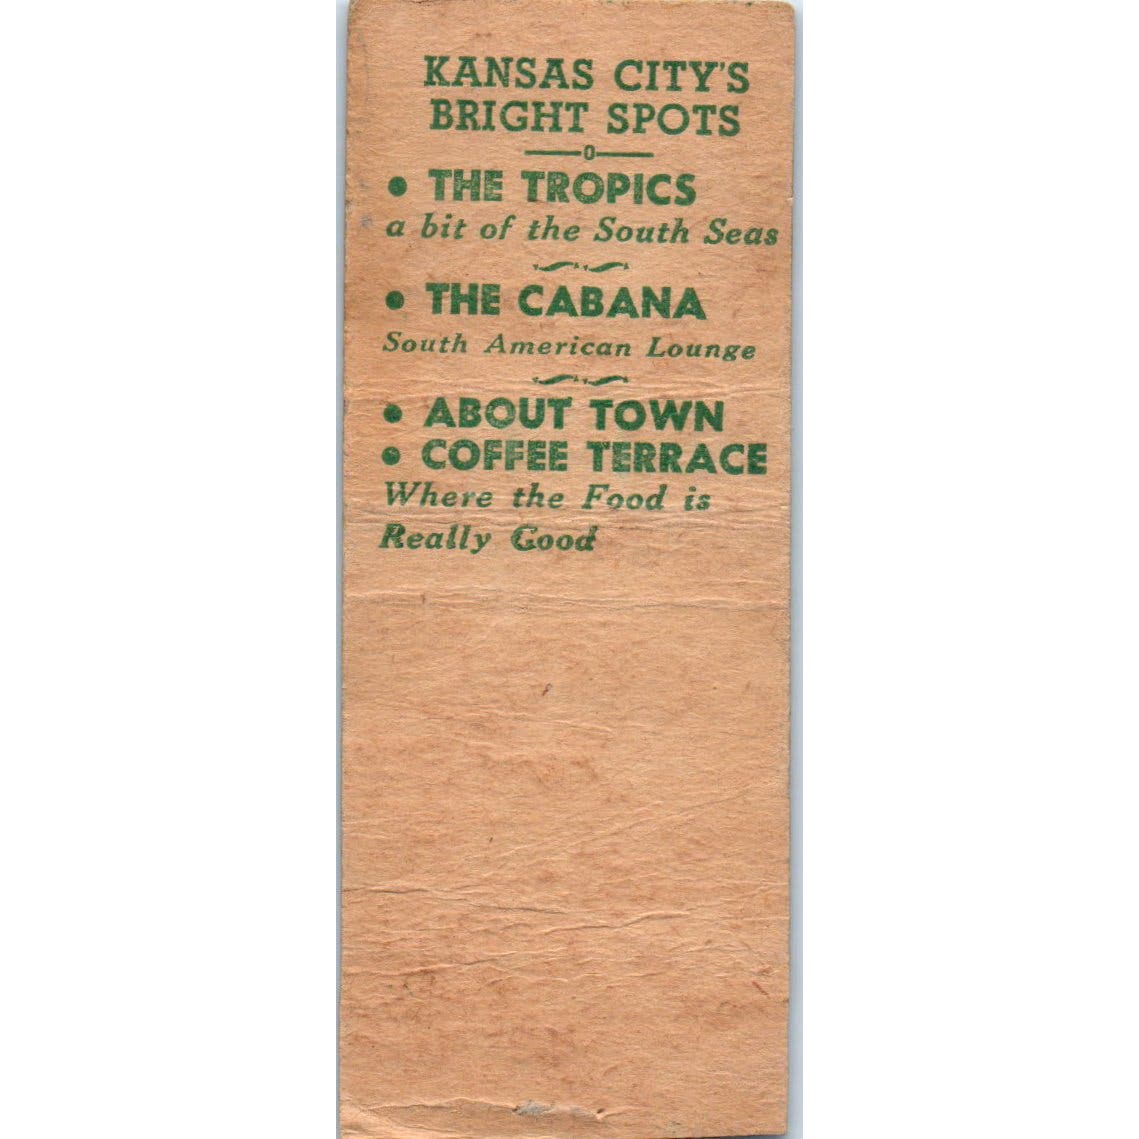 KANSAS CITY'S
BRIGHT SPOTS
• THE TROPICS
a bit of the South Seas
• THE CABANA
South American Lounge
• ABOUT TOWN
• COFFEE TERRACE
Where the Food is
Really Good